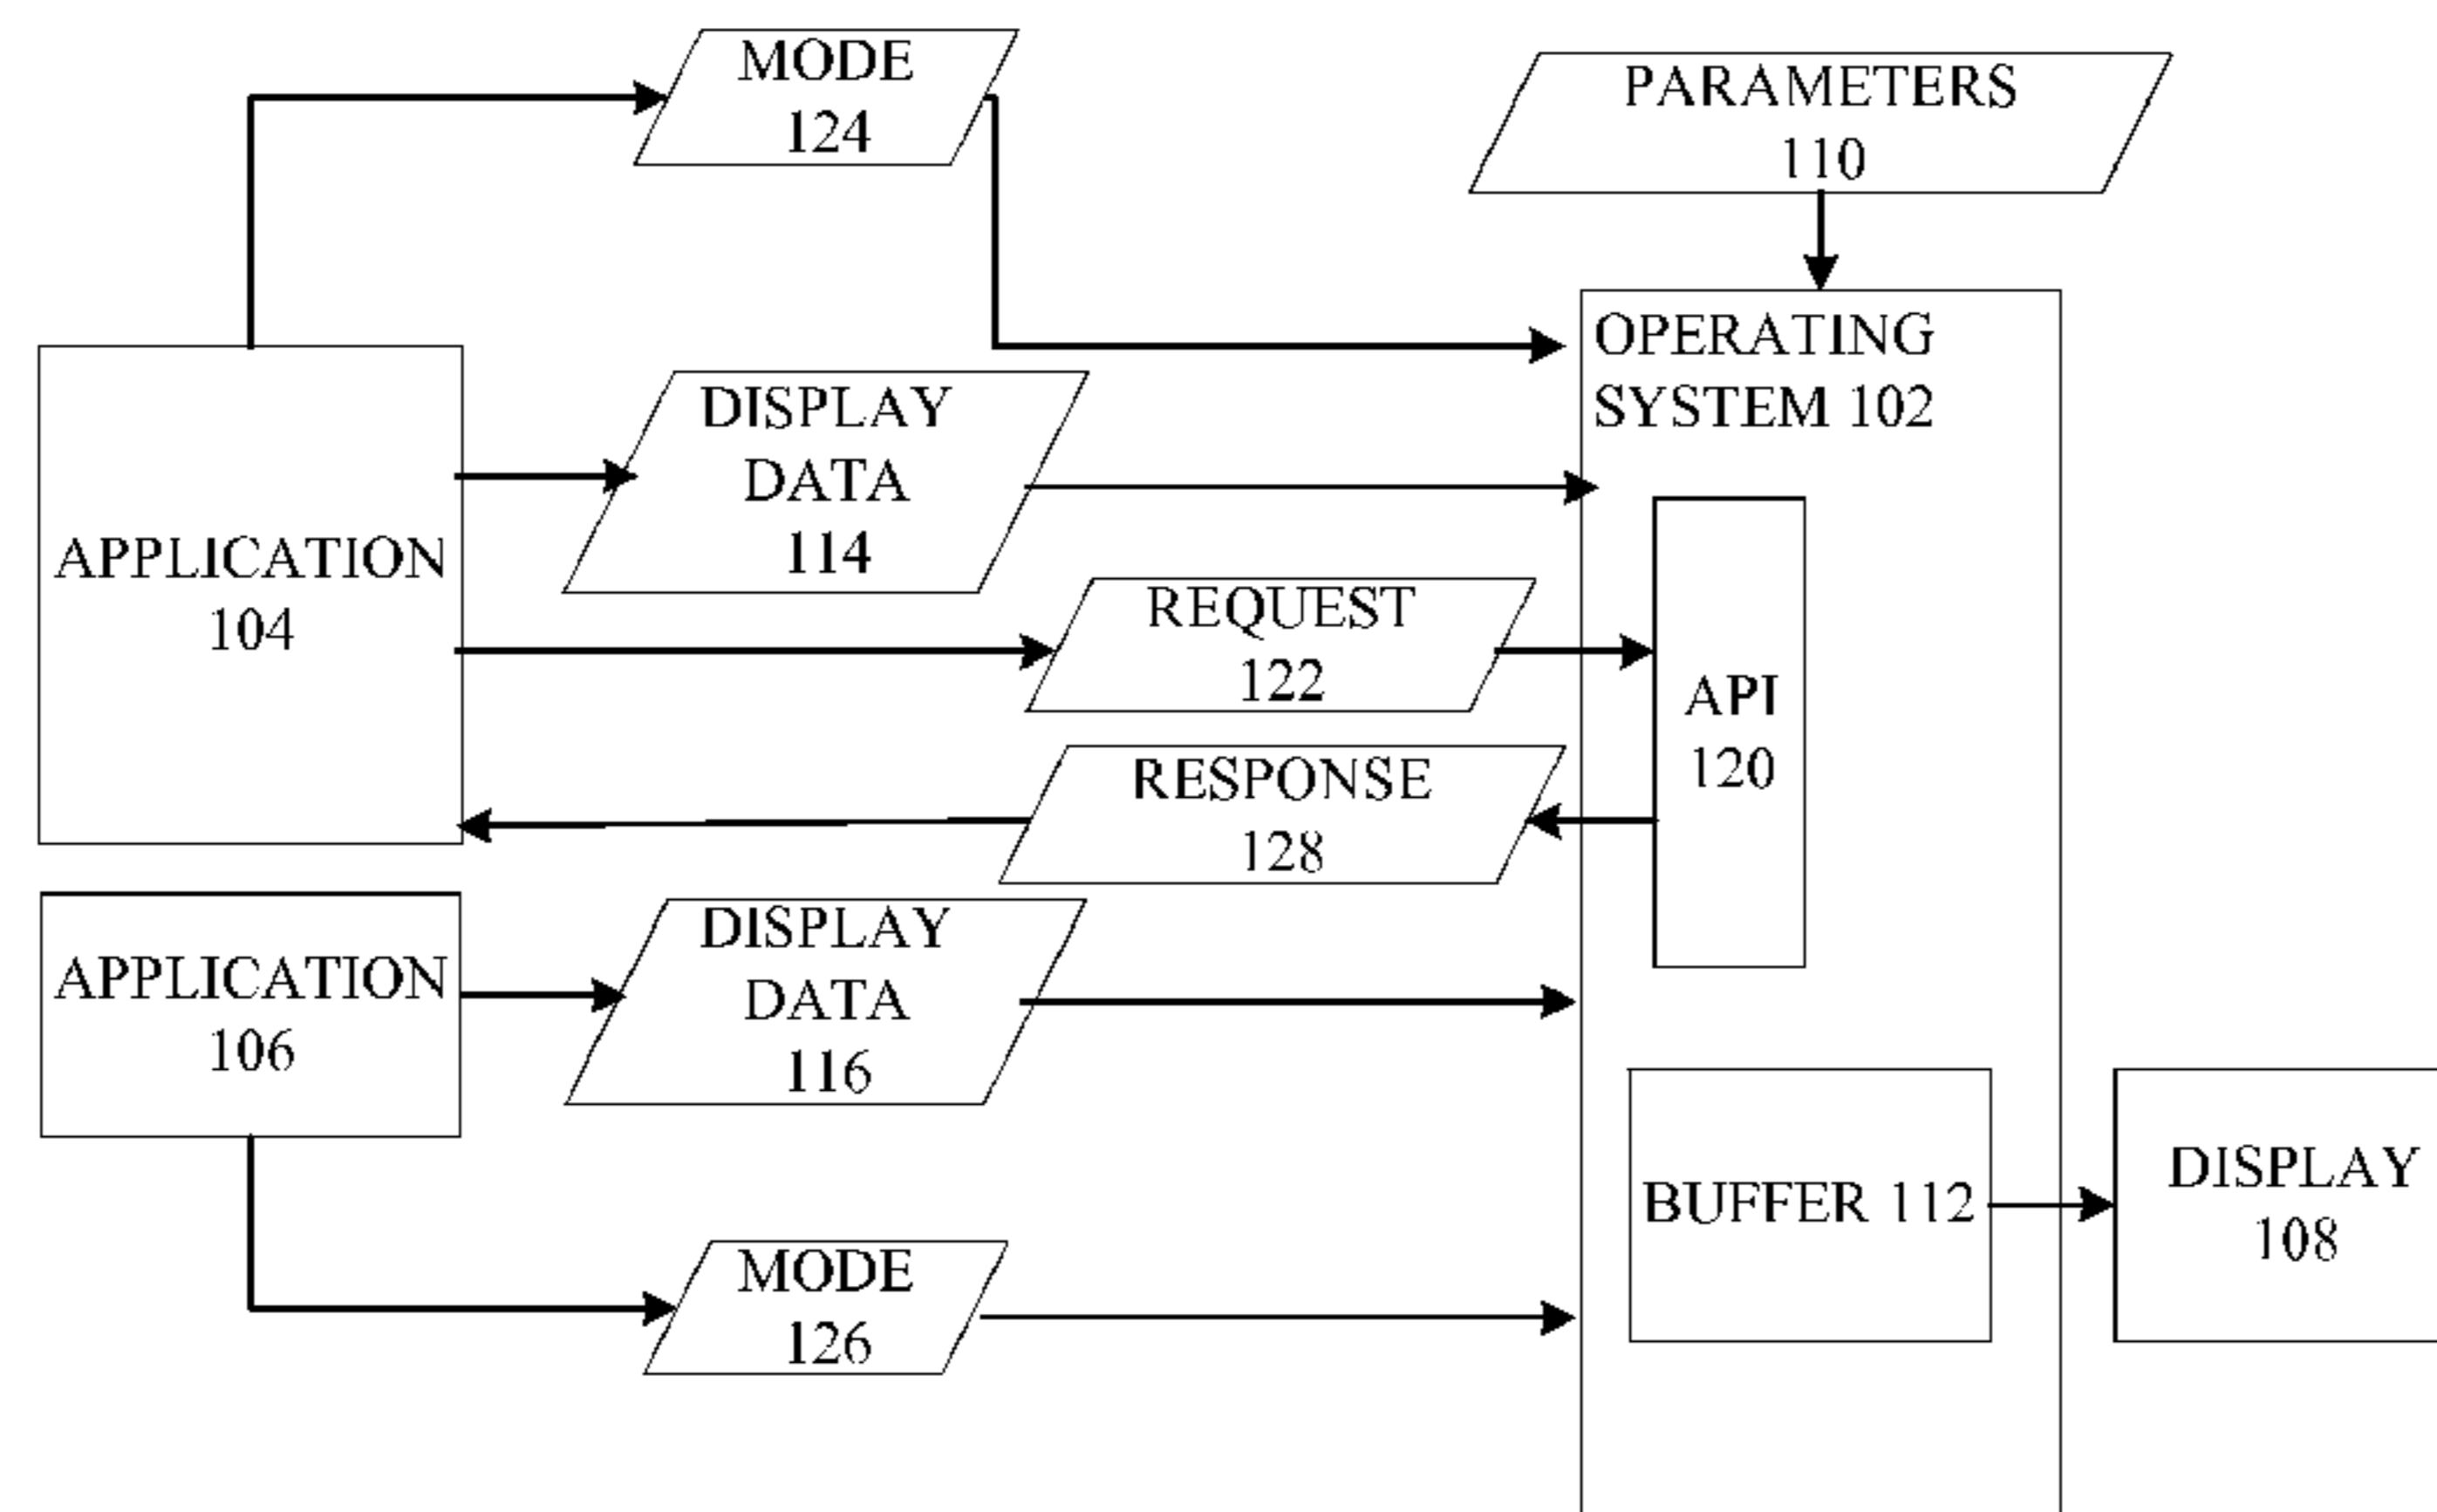 MODE
124
PARAMETERS
110
OPERATING
SYSTEM 102
DISPLAY
DATA
114
APPLICATION
104
REQUEST
122
API
120
RESPONSE
128
DISPLAY
DATA
116
APPLICATION
106
BUFFER 112
DISPLAY
108
MODE
126